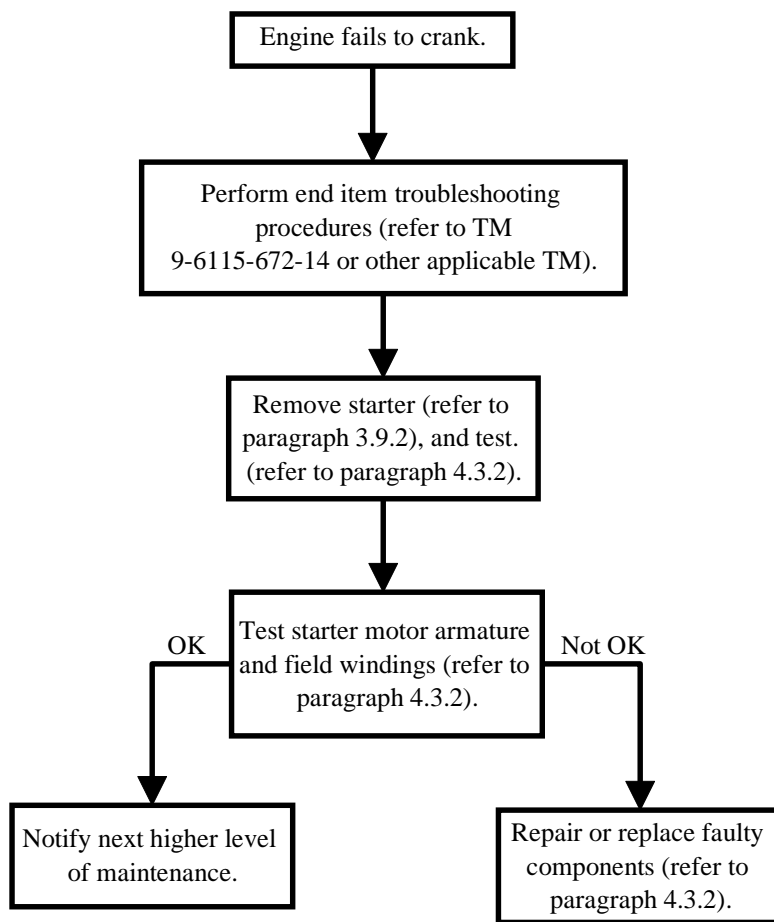 Engine fails to crank.
Perform end item troubleshooting
procedures (refer to TM
9-6115-672-14 or other applicable TM).
Remove starter (refer to
paragraph 3.9.2), and test.
(refer to paragraph 4.3.2).
Test starter motor armature
and field windings (refer to
paragraph 4.3.2).
OK
Not OK
Notify next higher level
of maintenance.
Repair or replace faulty
components (refer to
paragraph 4.3.2).